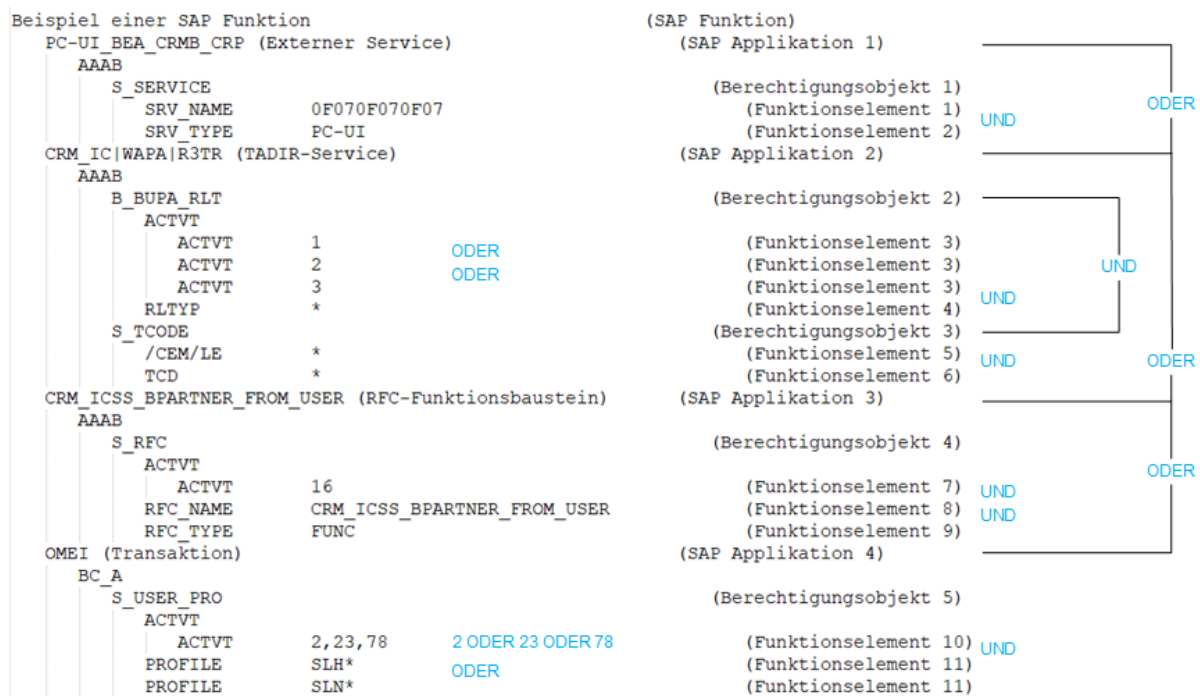 Beispiel einer SAP Funktion (SAP Funktion)
PC-UI_BEA_CRMB_CRP (Externer Service) (SAP Applikation 1)
AAAB
S_SERVICE (Berechtigungsobjekt 1)
SRV_NAME 0F070F070F07 (Funktionselement 1) ODER
UND
SRV_TYPE PC-UI (Funktionselement 2)
CRM_IC|WAPA|R3TR (TADIR-Service) (SAP Applikation 2)
AAAB
B_BUPA_RLT (Berechtigungsobjekt 2)
ACTVT
ACTVT 1 (Funktionselement 3)
ODER
ACTVT 2 (Funktionselement 3) UND
ODER
ACTVT 3 (Funktionselement 3)
UND
RLTYP * (Funktionselement 4)
S_TCODE (Berechtigungsobjekt 3)
/CEM/LE * (Funktionselement 5) UND ODER
TCD * (Funktionselement 6)
CRM_ICSS_BPARTNER_FROM_USER (RFC-Funktionsbaustein) (SAP Applikation 3)
AAAB
S_RFC (Berechtigungsobjekt 4)
ACTVT ODER
ACTVT 16 (Funktionselement 7) UND
RFC_NAME CRM_ICSS_BPARTNER_FROM_USER (Funktionselement 8) UND
RFC_TYPE FUNC (Funktionselement 9)
OMEI (Transaktion) (SAP Applikation 4)
BC_A
S_USER_PRO (Berechtigungsobjekt 5)
ACTVT
ACTVT 2,23,78 2 ODER 23 ODER 78 (Funktionselement 10) UND
PROFILE SLH* (Funktionselement 11)
ODER
PROFILE SLN* (Funktionselement 11)